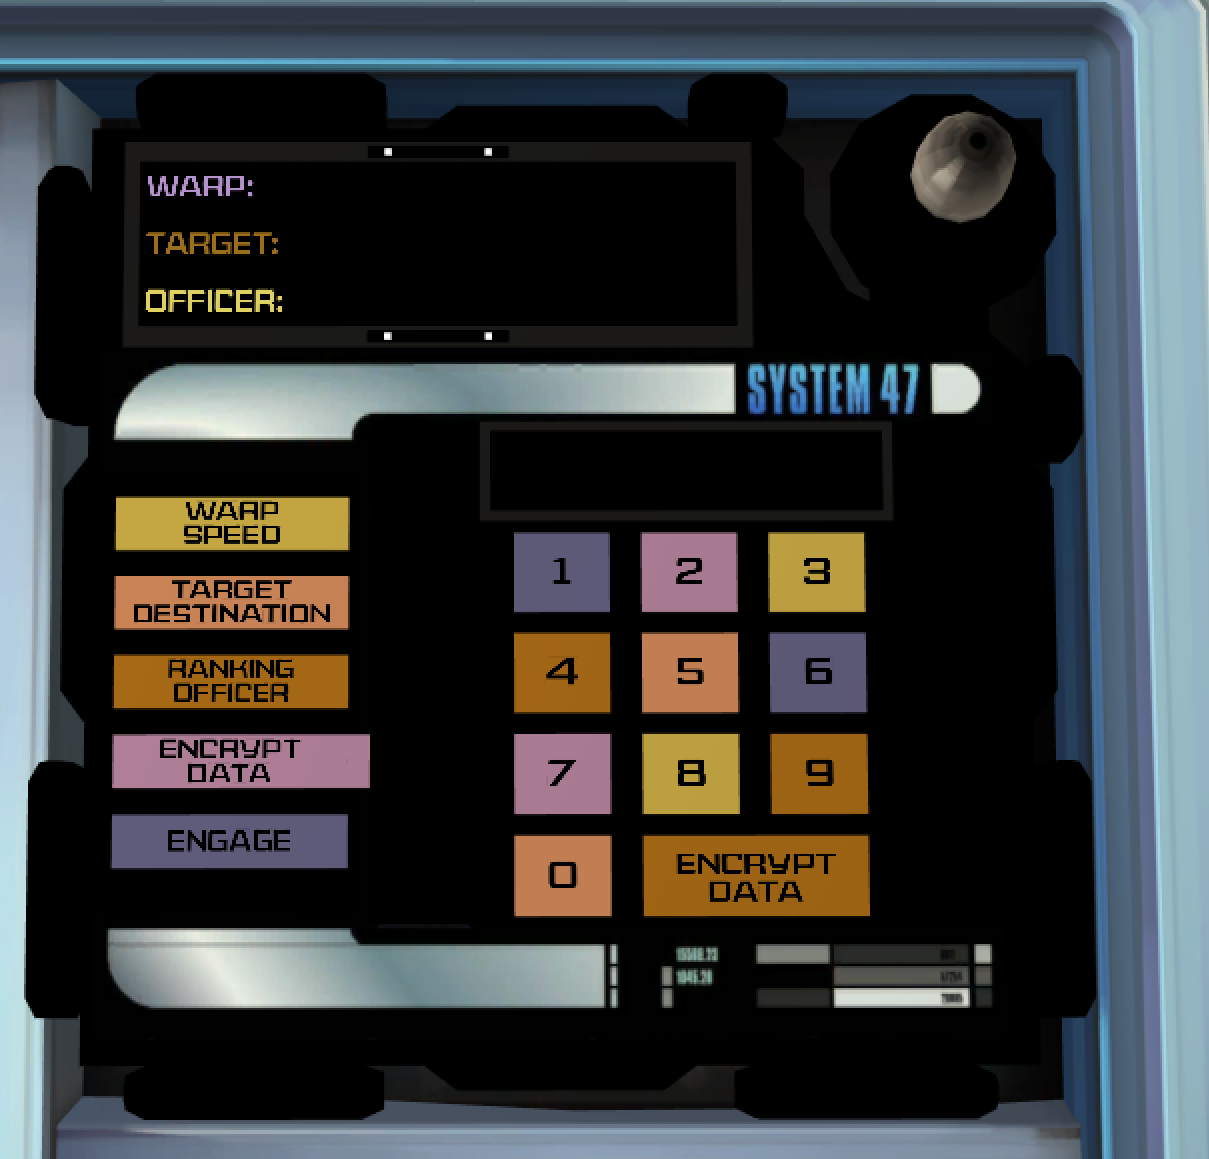 WARP:
TARGET:
OFFICER:
SYSTEM 47
WARP
SPEED
TARGET
DESTINATION
RANKING
OFFICER
ENCRYPT
DATA
ENGAGE
1 2 3
4 5 6
7 8 9
0 ENCRYPT
DATA